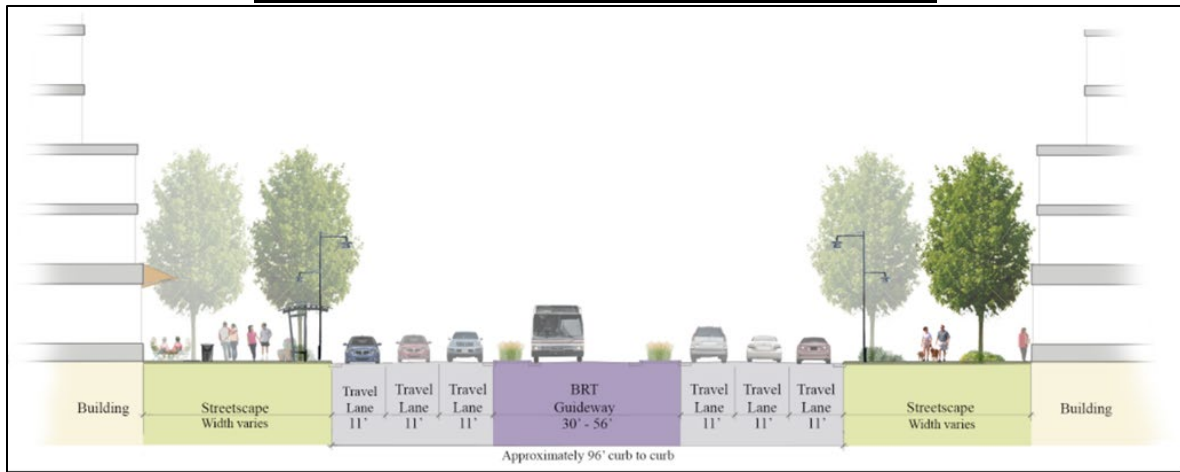 Building
Streetscape
Width varies
Travel
Lane
11'
Travel
Lane
11'
Travel
Lane
11'
BRT
Guideway
30' - 56'
Travel
Lane
11'
Travel
Lane
11'
Travel
Lane
11'
Streetscape
Width varies
Building
Approximately 96' curb to curb